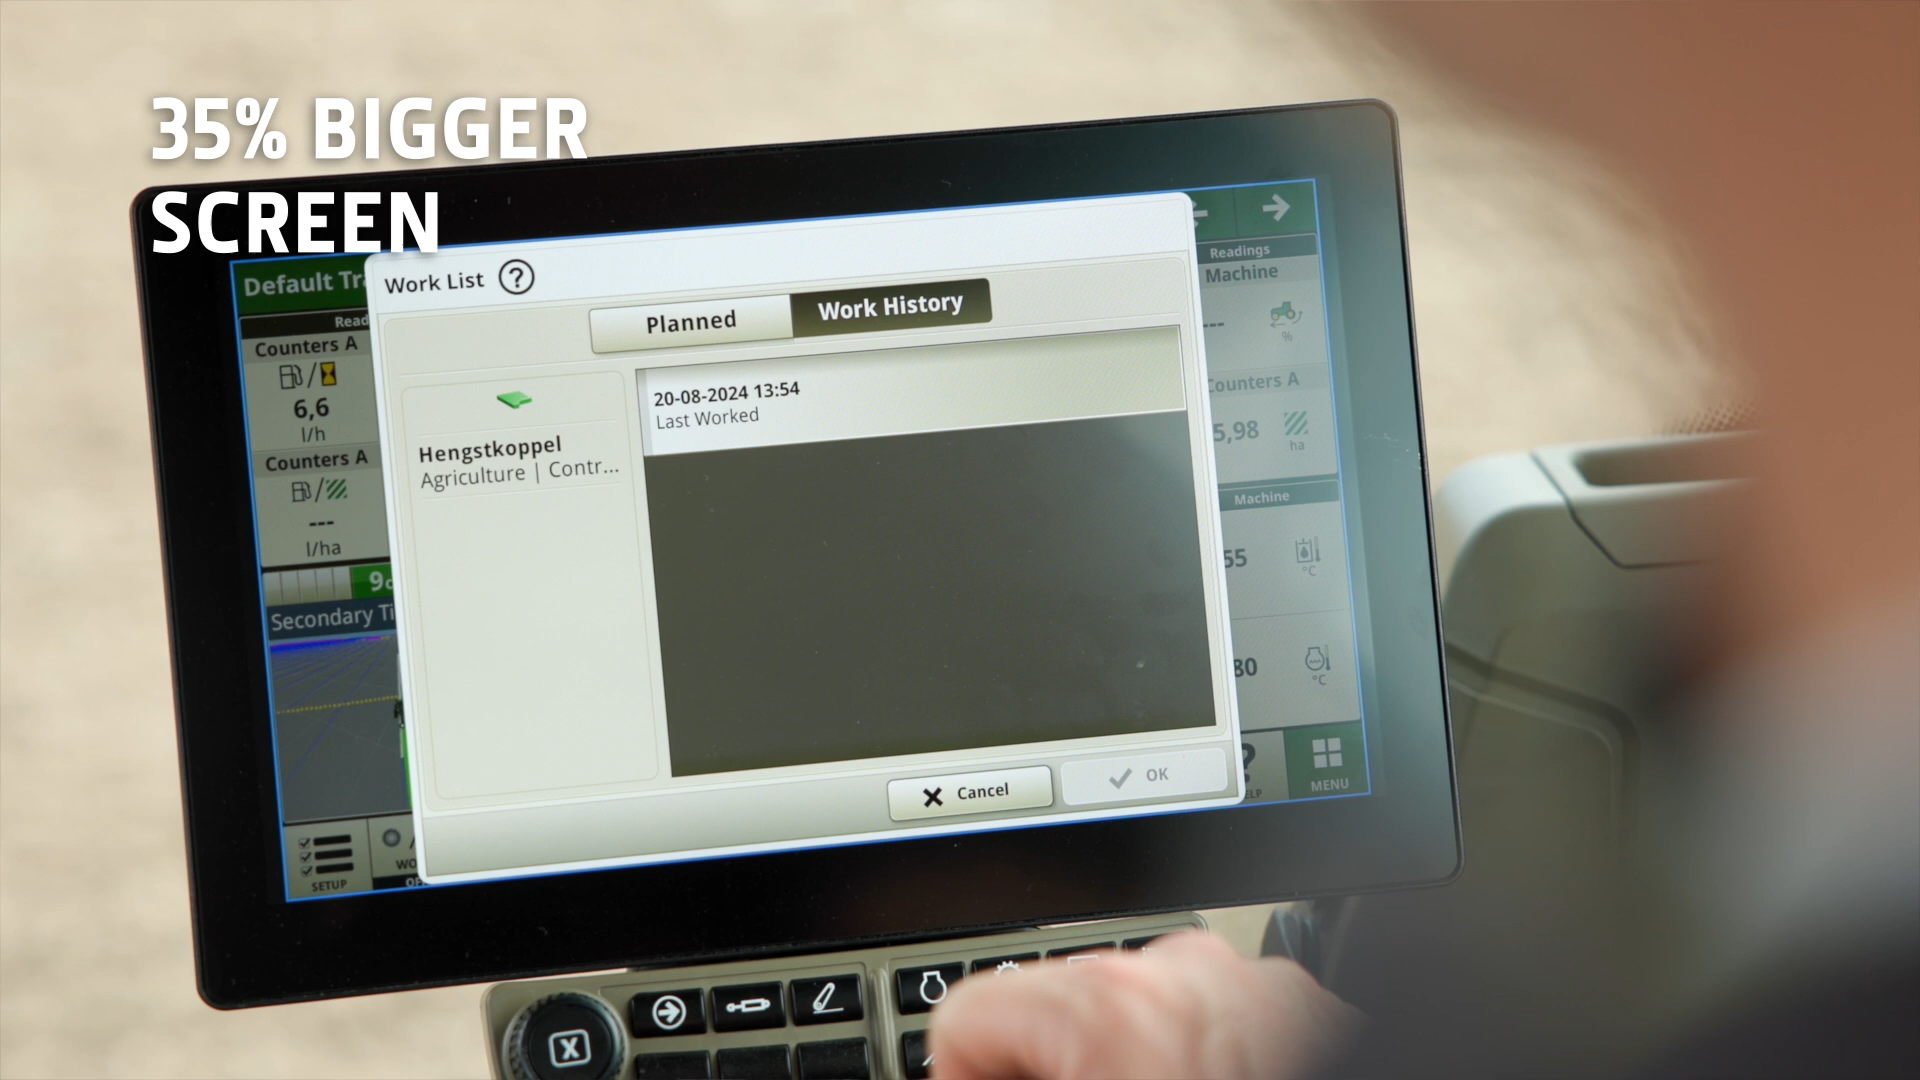 35% BIGGER
SCREEN
Default Tr
Work List ?
Planned
Work History
Readings
Machine
---
%
Counters A
5,98
ha
Machine
55
°C
80
°C
Counters A
6,6
l/h
Counters A
---
l/ha
9
Secondary Ti
20-08-2024 13:54
Last Worked
Hengstkoppel
Agriculture | Contr...
Cancel
OK
SETUP
MENU
X